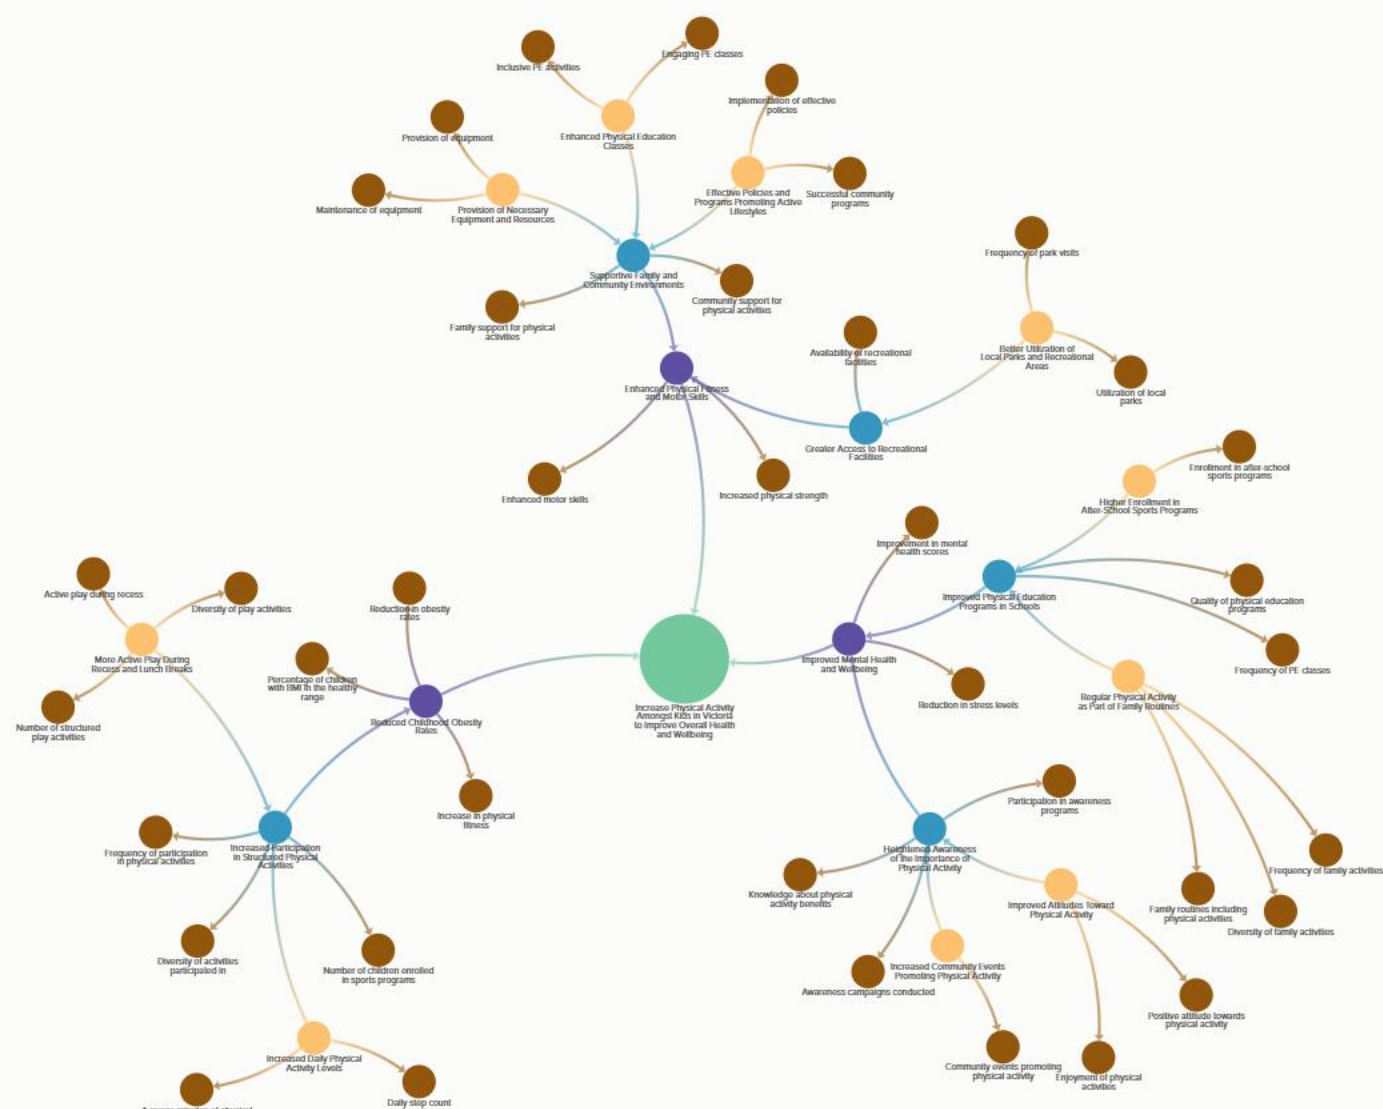 Engaging PE classes
Inclusive PE activities
Implementation of effective
policies
Provision of equipment
Enhanced Physical Education
Classes
Maintenance of equipment
Provision of Necessary
Equipment and Resources
Effective Policies and
Programs Promoting Active
Lifestyles
Successful community
programs
Frequency of park visits
Supportive Family and
Community Environments
Community support for
physical activities
Family support for physical
activities
Availability of recreational
facilities
Better Utilization of
Local Parks and Recreational
Areas
Utilization of local
parks
Enhanced Physical Fitness
and Motor Skills
Greater Access to Recreational
Facilities
Enrollment in after-school
sports programs
Enhanced motor skills
Increased physical strength
Higher Enrollment in
After-School Sports Programs
Improvement in mental
health scores
Active play during recess
Diversity of play activities
Reduction in obesity
rates
Improved Physical Education
Programs in Schools
Quality of physical education
programs
More Active Play During
Recess and Lunch Breaks
Percentage of children
with BMI in the healthy
range
Improved Mental Health
and Wellbeing
Frequency of PE classes
Reduction in stress levels
Regular Physical Activity
as Part of Family Routines
Number of structured
play activities
Reduced Childhood Obesity
Rates
Increase Physical Activity
Amongst Kids in Victoria
to Improve Overall Health
and Wellbeing
Participation in awareness
programs
Increase in physical
fitness
Frequency of participation
in physical activities
Increased Participation
in Structured Physical
Activities
Heightened Awareness
of the Importance of
Physical Activity
Frequency of family activities
Knowledge about physical
activity benefits
Improved Attitudes Toward
Physical Activity
Family routines including
physical activities
Diversity of family activities
Diversity of activities
participated in
Number of children enrolled
in sports programs
Increased Community Events
Promoting Physical Activity
Awareness campaigns conducted
Positive attitude towards
physical activity
Increased Daily Physical
Activity Levels
Community events promoting
physical activity
Enjoyment of physical
activities
Daily step count